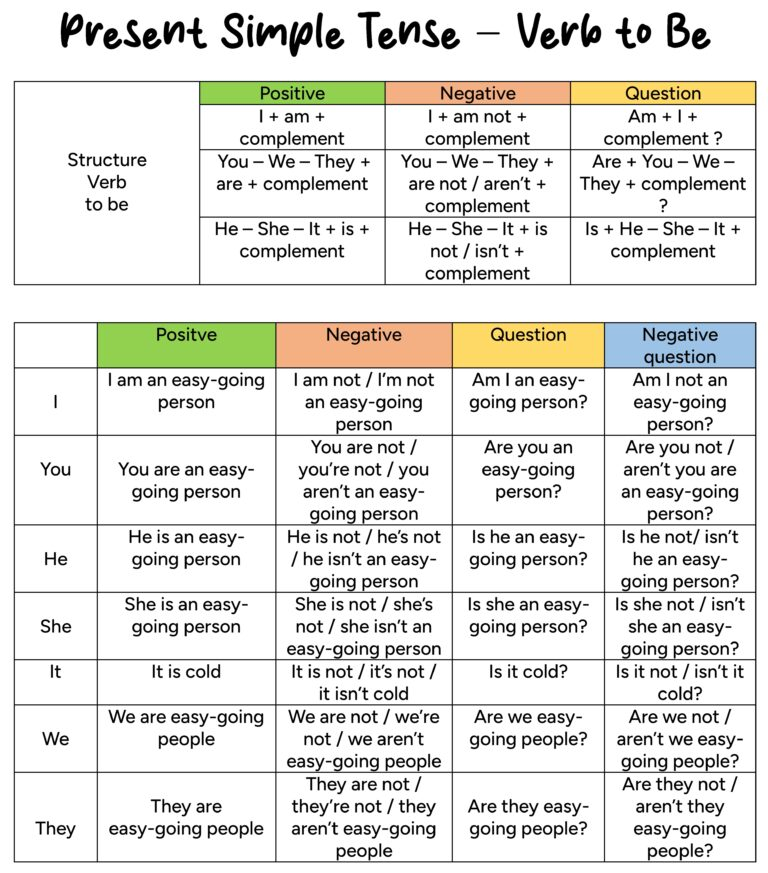 Present Simple Tense – Verb to Be
Positive Negative Question
Structure
Verb
to be
I + am +
complement
I + am not +
complement
Am + I +
complement ?
You – We – They +
are + complement
You – We – They +
are not / aren't +
complement
Are + You – We –
They + complement
?
He – She – It + is +
complement
He – She – It + is
not / isn't +
complement
Is + He – She – It +
complement
Positve Negative Question Negative
question
I
I am an easy-going
person
I am not / I'm not
an easy-going
person
Am I an easy-
going person?
Am I not an
easy-going
person?
You
You are an easy-
going person
You are not /
you're not / you
aren't an easy-
going person
Are you an
easy-going
person?
Are you not /
aren't you are
an easy-going
person?
He
He is an easy-
going person
He is not / he's not
/ he isn't an easy-
going person
Is he an easy-
going person?
Is he not/ isn't
he an easy-
going person?
She
She is an easy-
going person
She is not / she's
not / she isn't an
easy-going person
Is she an easy-
going person?
Is she not / isn't
she an easy-
going person?
It
It is cold
It is not / it's not /
it isn't cold
Is it cold?
Is it not / isn't it
cold?
We
We are easy-going
people
We are not / we're
not / we aren't
easy-going people
Are we easy-
going people?
Are we not /
aren't we easy-
going people?
They
They are
easy-going people
They are not /
they're not / they
aren't easy-going
people
Are they easy-
going people?
Are they not /
aren't they
easy-going
people?